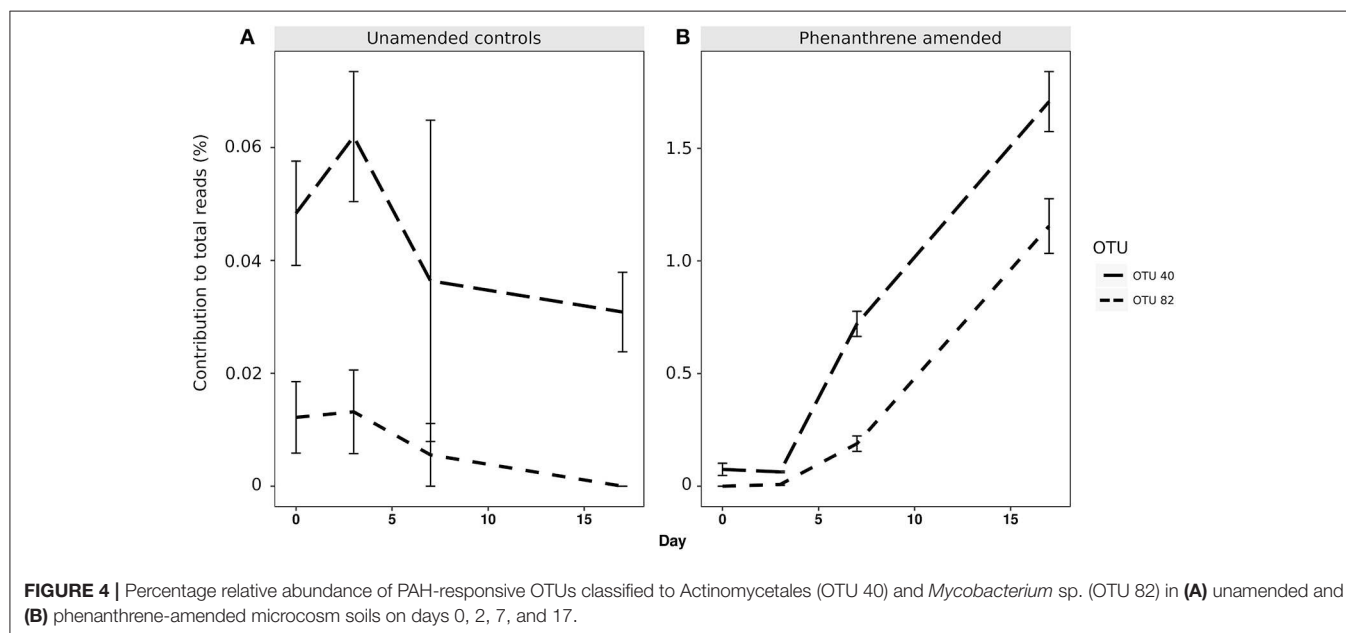 A
Unamended controls
B
Phenanthrene amended
Contribution to total reads (%)
0.06
0.04
0.02
0
0
5
10
15
1.5
1.0
0.5
0
0
5
10
15
Day
OTU
OTU 40
OTU 82
FIGURE 4 | Percentage relative abundance of PAH-responsive OTUs classified to Actinomycetales (OTU 40) and Mycobacterium sp. (OTU 82) in (A) unamended and
(B) phenanthrene-amended microcosm soils on days 0, 2, 7, and 17.